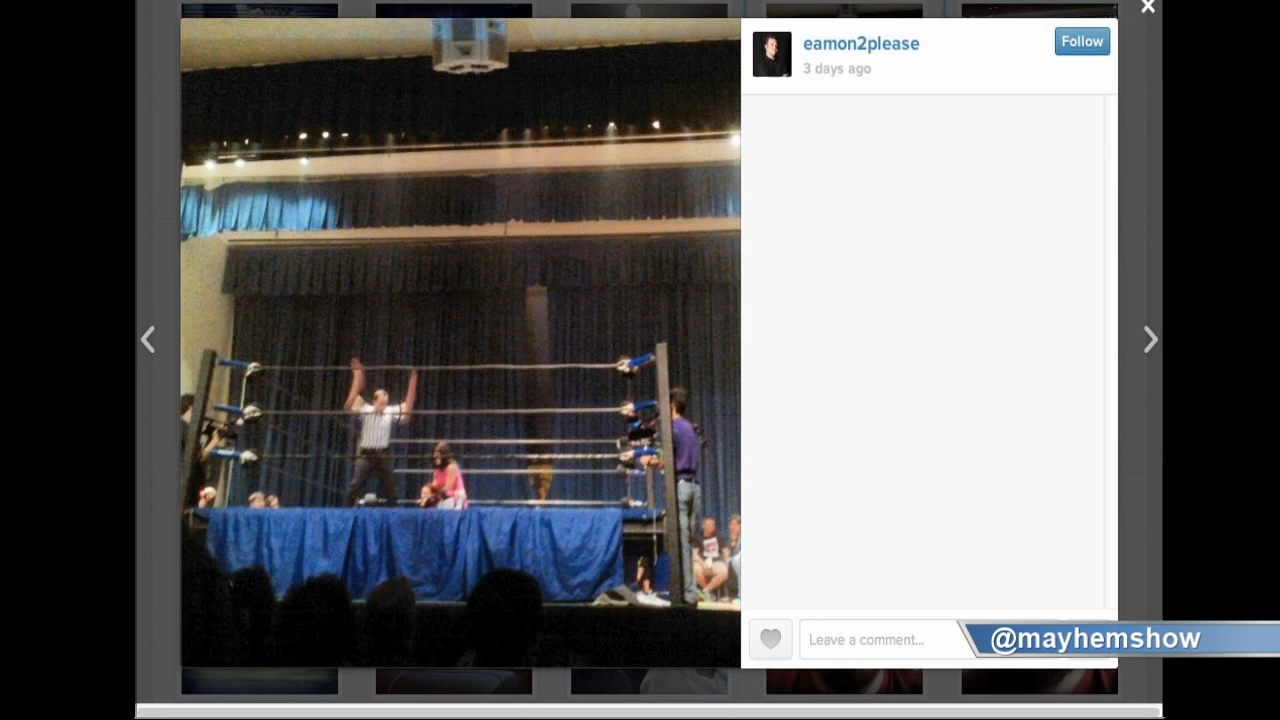 eamon2please
3 days ago
Follow
Leave a comment...
@mayhemshow